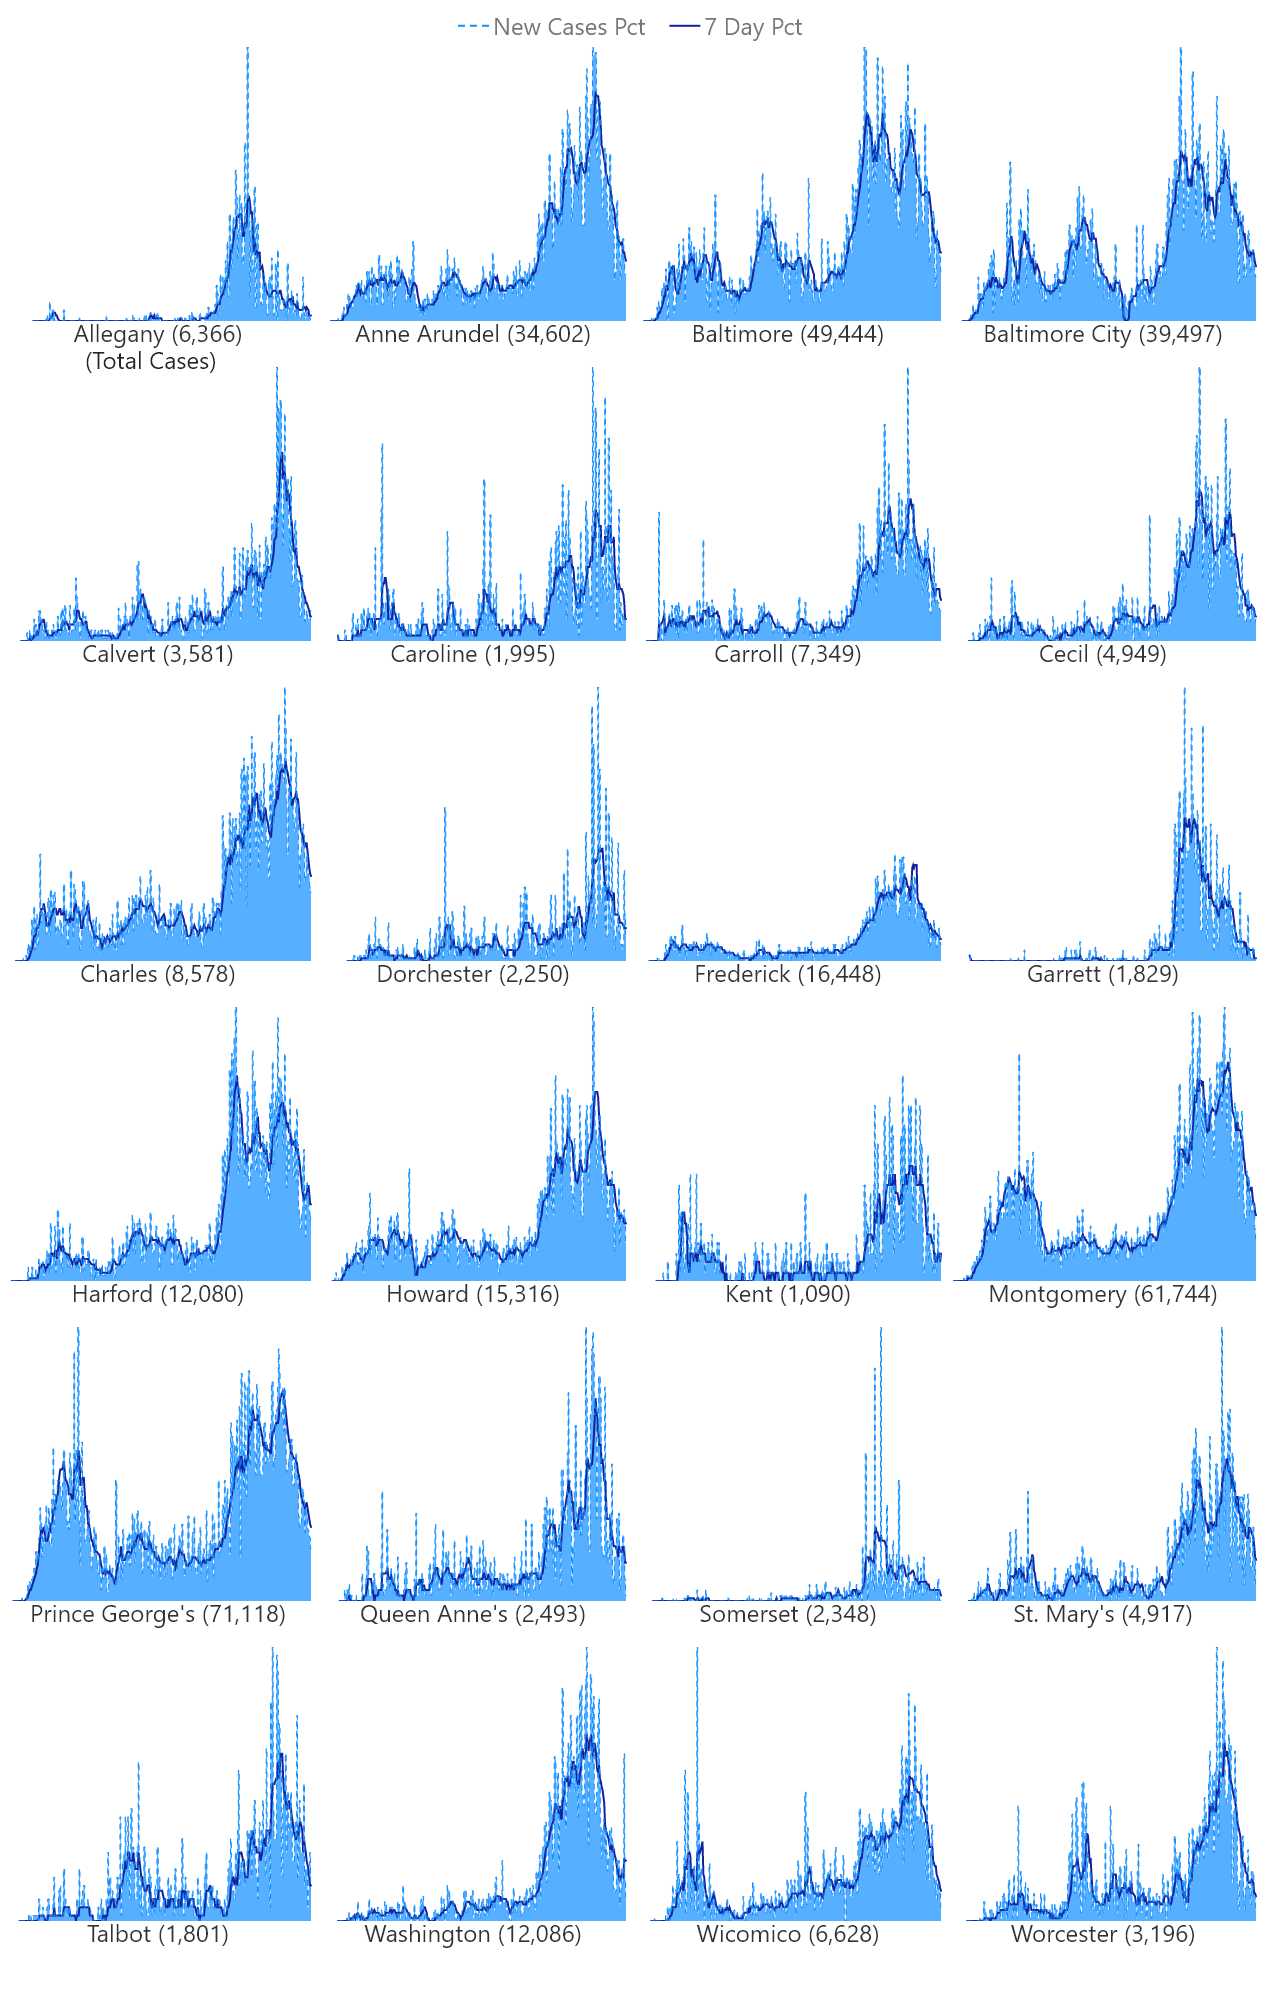 New Cases Pct 7 Day Pct
Allegany (6,366) Anne Arundel (34,602) Baltimore (49,444) Baltimore City (39,497)
(Total Cases)
Calvert (3,581) Caroline (1,995) Carroll (7,349) Cecil (4,949)
Charles (8,578) Dorchester (2,250) Frederick (16,448) Garrett (1,829)
Harford (12,080) Howard (15,316) Kent (1,090) Montgomery (61,744)
Prince George's (71,118) Queen Anne's (2,493) Somerset (2,348) St. Mary's (4,917)
Talbot (1,801) Washington (12,086) Wicomico (6,628) Worcester (3,196)